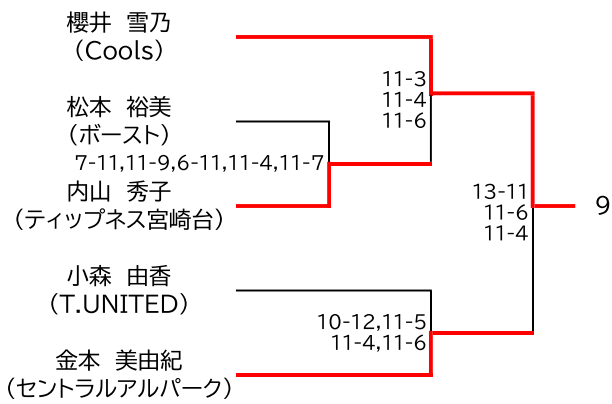 櫻井　雪乃
（Cools）
11-3
11-4
11-6
松本　裕美
（ボースト）
7-11,11-9,6-11,11-4,11-7
内山　秀子
（ティップネス宮崎台）
13-11
11-6
11-4
9
小森　由香
（T.UNITED）
10-12,11-5
11-4,11-6
金本　美由紀
（セントラルアルパーク）